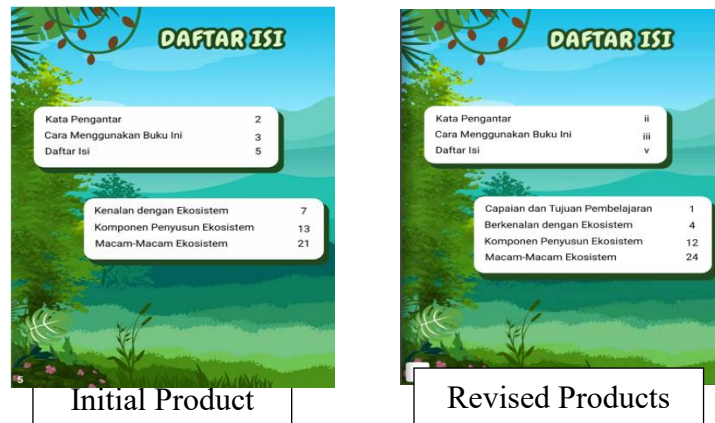 DAFTAR ISI
Kata Pengantar 2
Cara Menggunakan Buku Ini 3
Daftar Isi 5
Kenalan dengan Ekosistem 7
Komponen Penyusun Ekosistem 13
Macam-Macam Ekosistem 21
5
Initial Product
DAFTAR ISI
Kata Pengantar ii
Cara Menggunakan Buku Ini iii
Daftar Isi v
Capaian dan Tujuan Pembelajaran 1
Berkenalan dengan Ekosistem 4
Komponen Penyusun Ekosistem 12
Macam-Macam Ekosistem 24
Revised Products